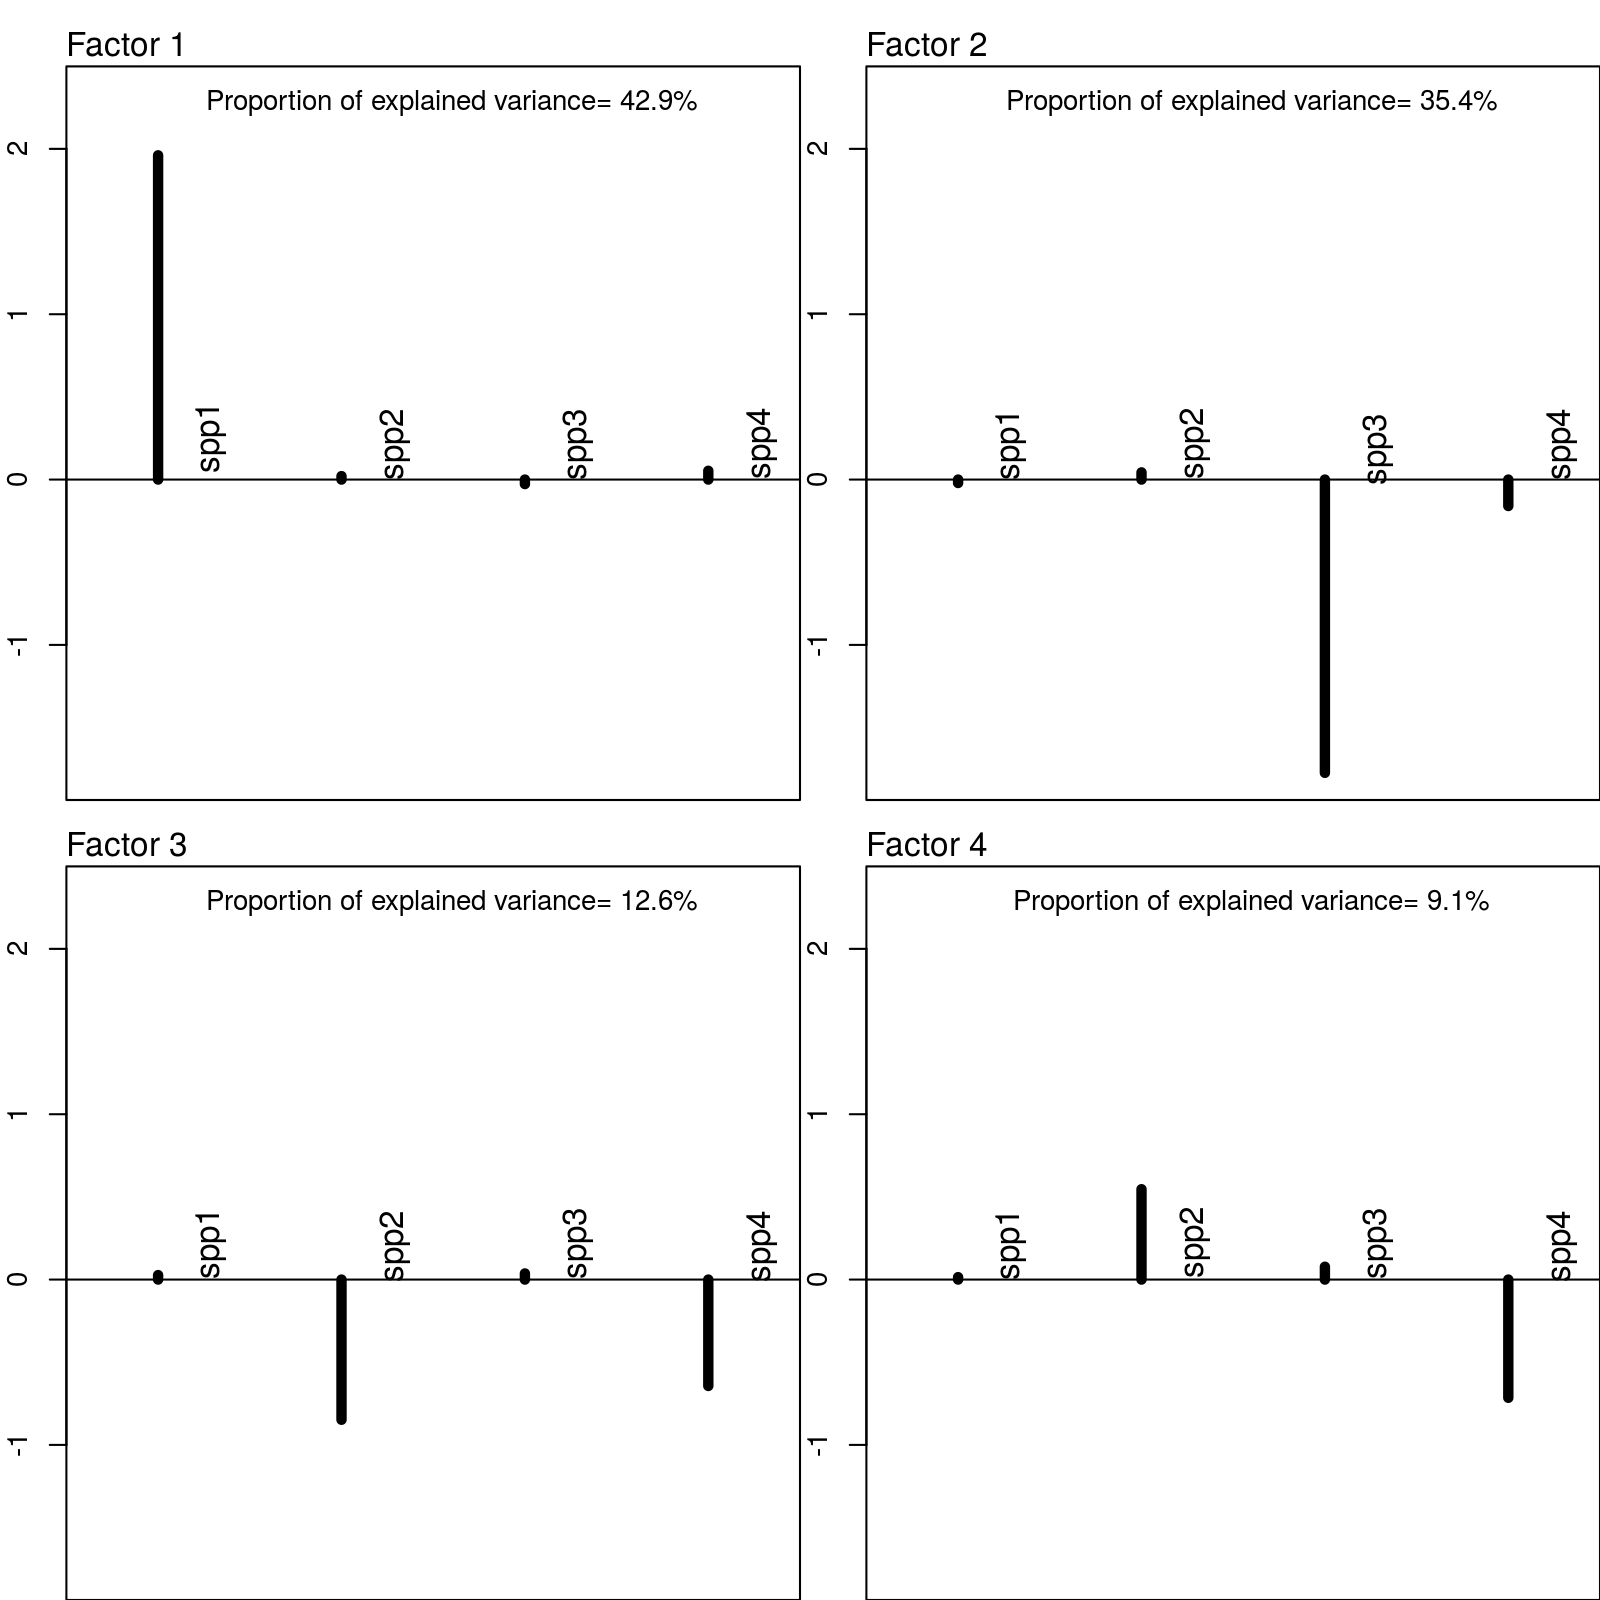 Factor 1
Proportion of explained variance= 42.9%
2
1
0
-1
spp1
spp2
spp3
spp4
Factor 2
Proportion of explained variance= 35.4%
2
1
0
-1
spp1
spp2
spp3
spp4
Factor 3
Proportion of explained variance= 12.6%
2
1
0
-1
spp1
spp2
spp3
spp4
Factor 4
Proportion of explained variance= 9.1%
2
1
0
-1
spp1
spp2
spp3
spp4